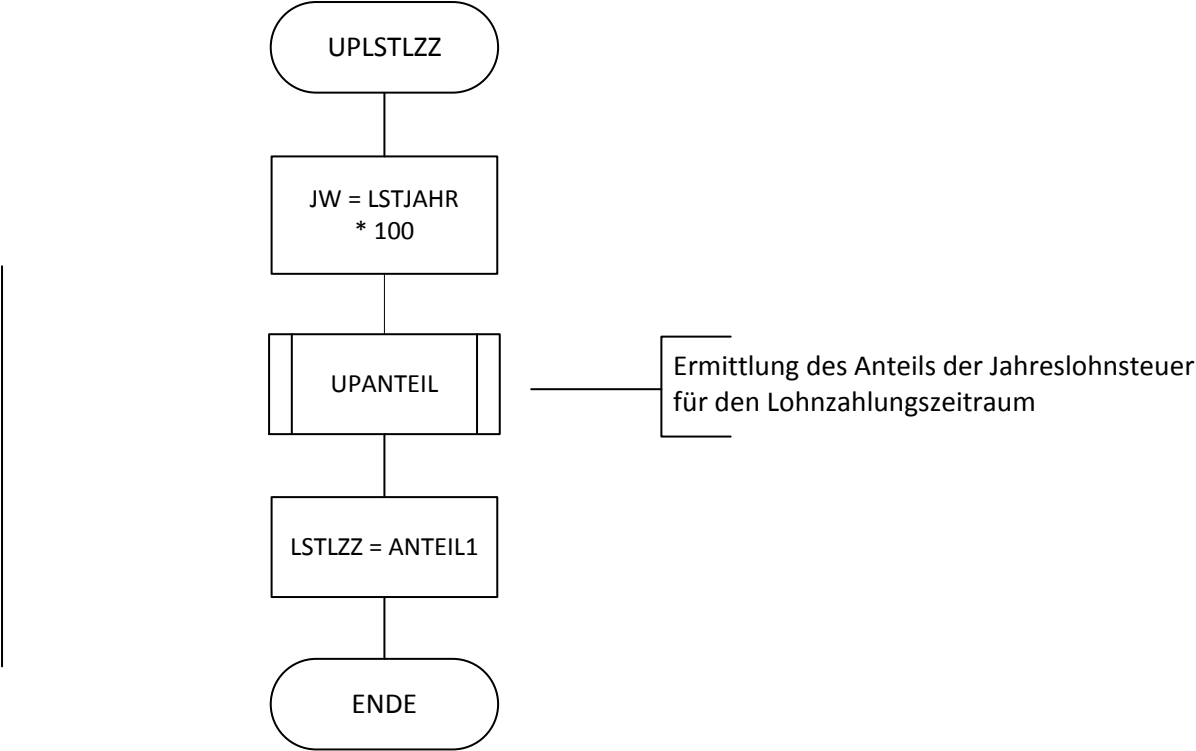 UPLSTLZZ
JW = LSTJAHR
* 100
UPANTEIL
Ermittlung des Anteils der Jahreslohnsteuer
für den Lohnzahlungszeitraum
LSTLZZ = ANTEIL1
ENDE